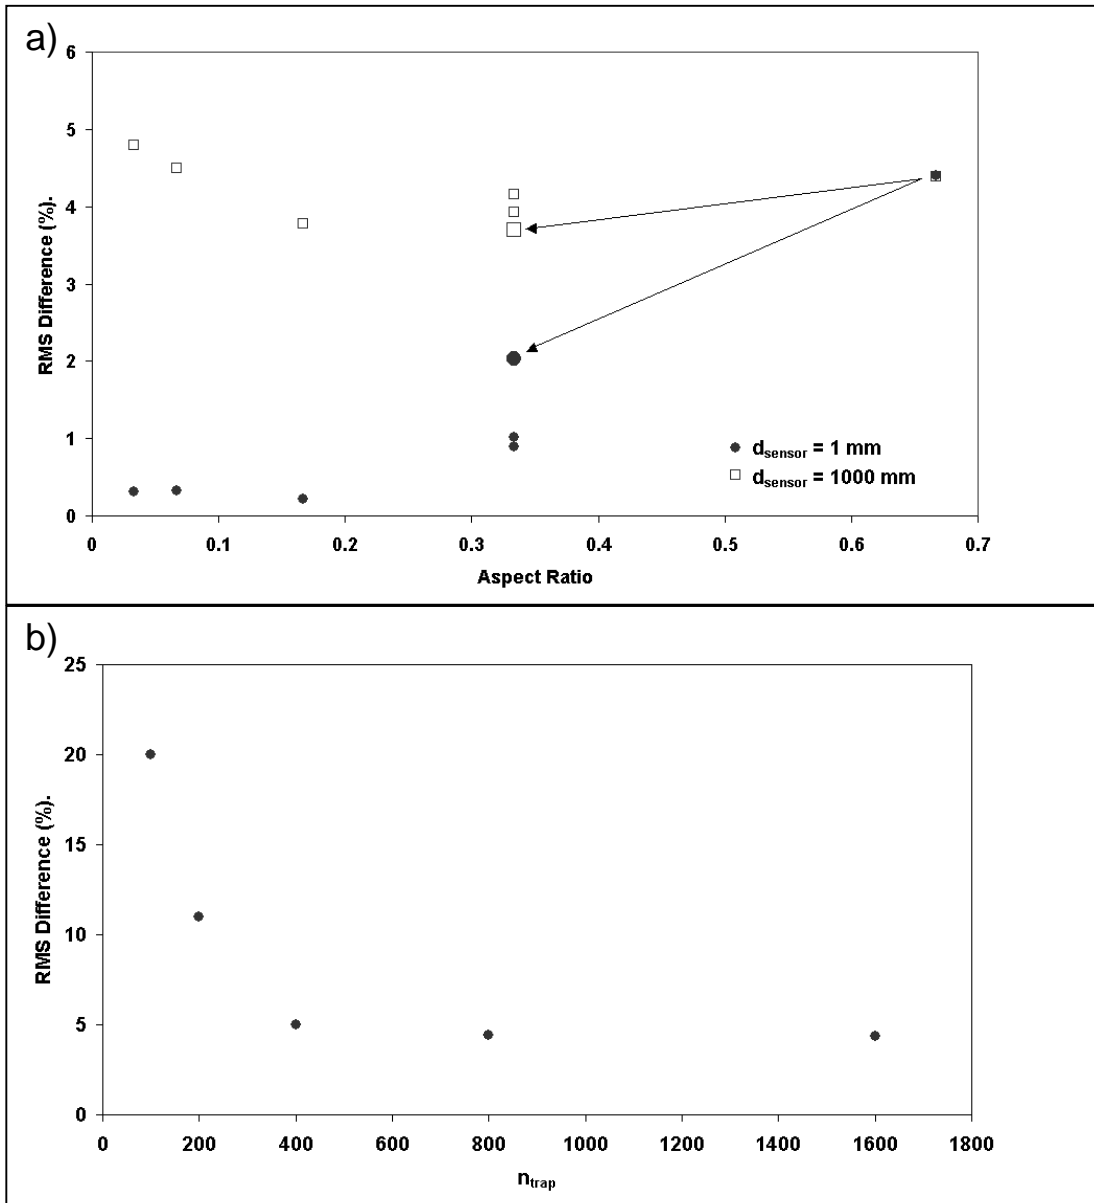 a)
6
5
4
3
2
1
0
RMS Difference (%).
d_sensor = 1 mm
d_sensor = 1000 mm
0 0.1 0.2 0.3 0.4 0.5 0.6 0.7
Aspect Ratio
b)
25
20
15
10
5
0
RMS Difference (%).
0 200 400 600 800 1000 1200 1400 1600 1800
n_trap